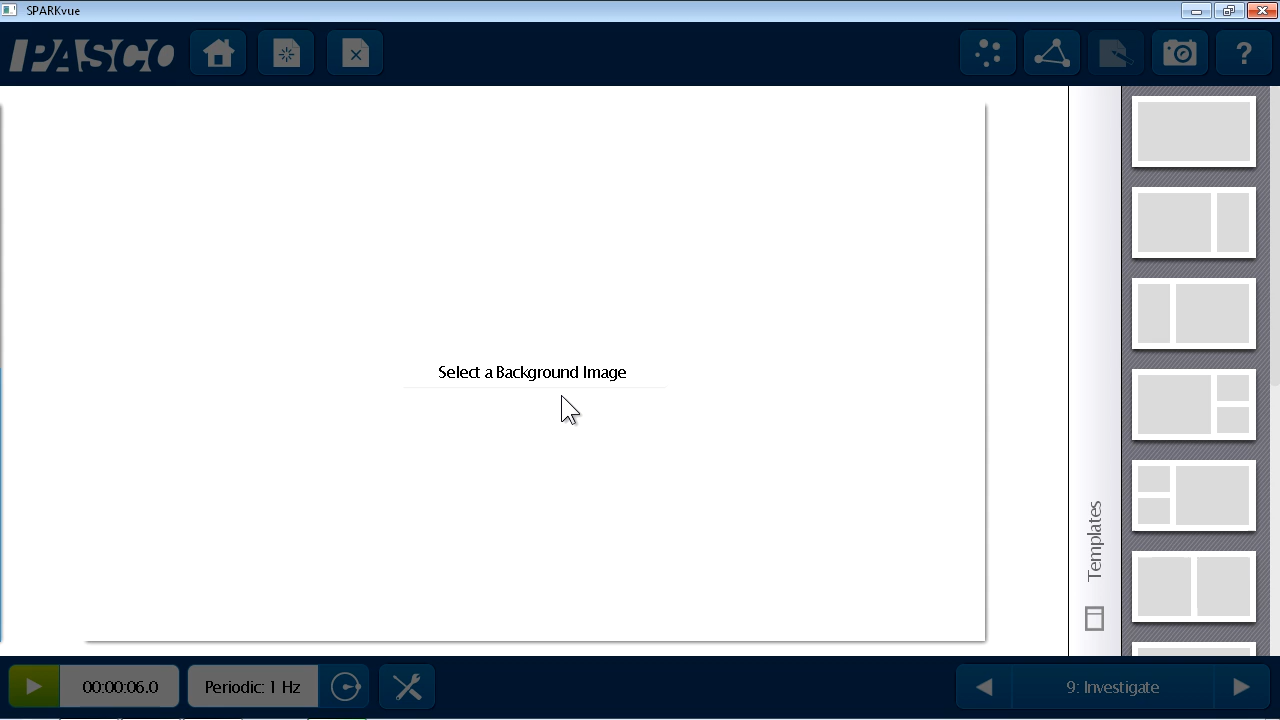 SPARKvue
PASCO
?
Select a Background Image
Templates
00:00:06.0
Periodic: 1 Hz
9: Investigate